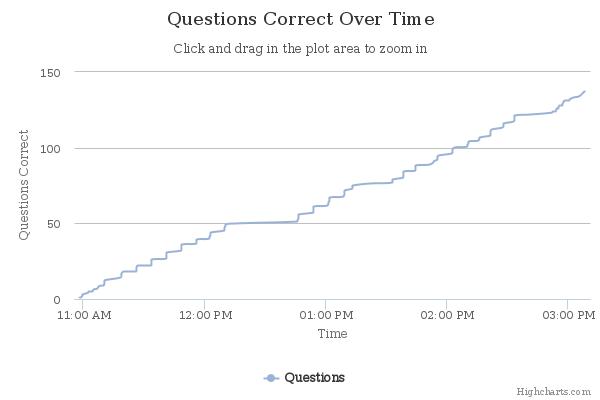 Questions Correct Over Time
Click and drag in the plot area to zoom in
Questions Correct
150
100
50
0
11:00 AM 12:00 PM 01:00 PM 02:00 PM 03:00 PM
Time
Questions
Highcharts.com